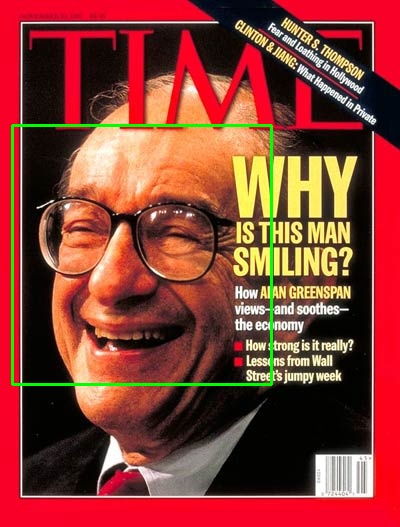 TIME
HUNTER S. THOMPSON
Fear and Loathing in Hollywood
CLINTON & JIANG: What Happened in Private
WHY
IS THIS MAN
SMILING?
How ALAN GREENSPAN
views—and soothes—
the economy
How strong is it really?
Lessons from Wall
Street's jumpy week